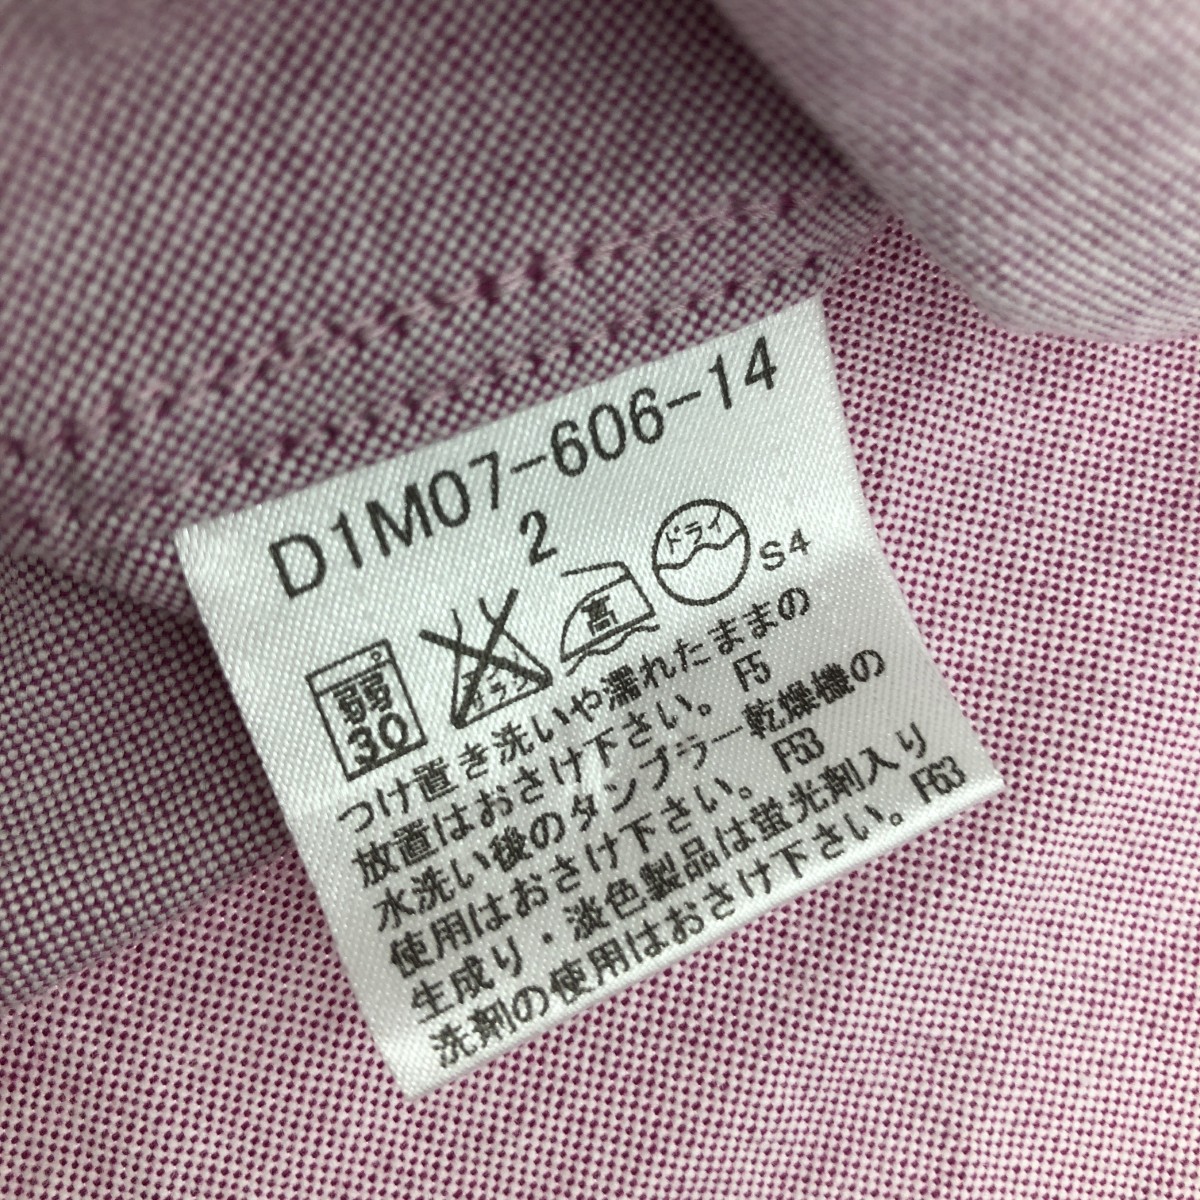 D1M07-606-14
2
弱 30 エンソサラシ 高 ドライ S4
つけ置き洗いや濡れたままの
放置はおさけ下さい。 F5
水洗い後のタンブラー乾燥機の
使用はおさけ下さい。 F53
生成り・淡色製品は蛍光剤入り
洗剤の使用はおさけ下さい。 F63